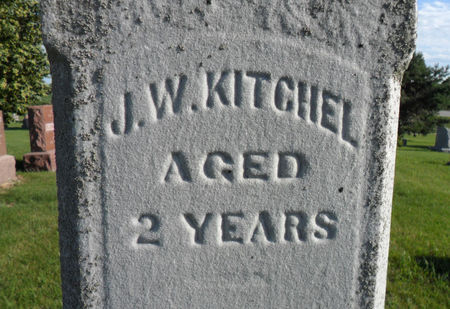 J.W. KITCHEL
AGED
2 YEARS